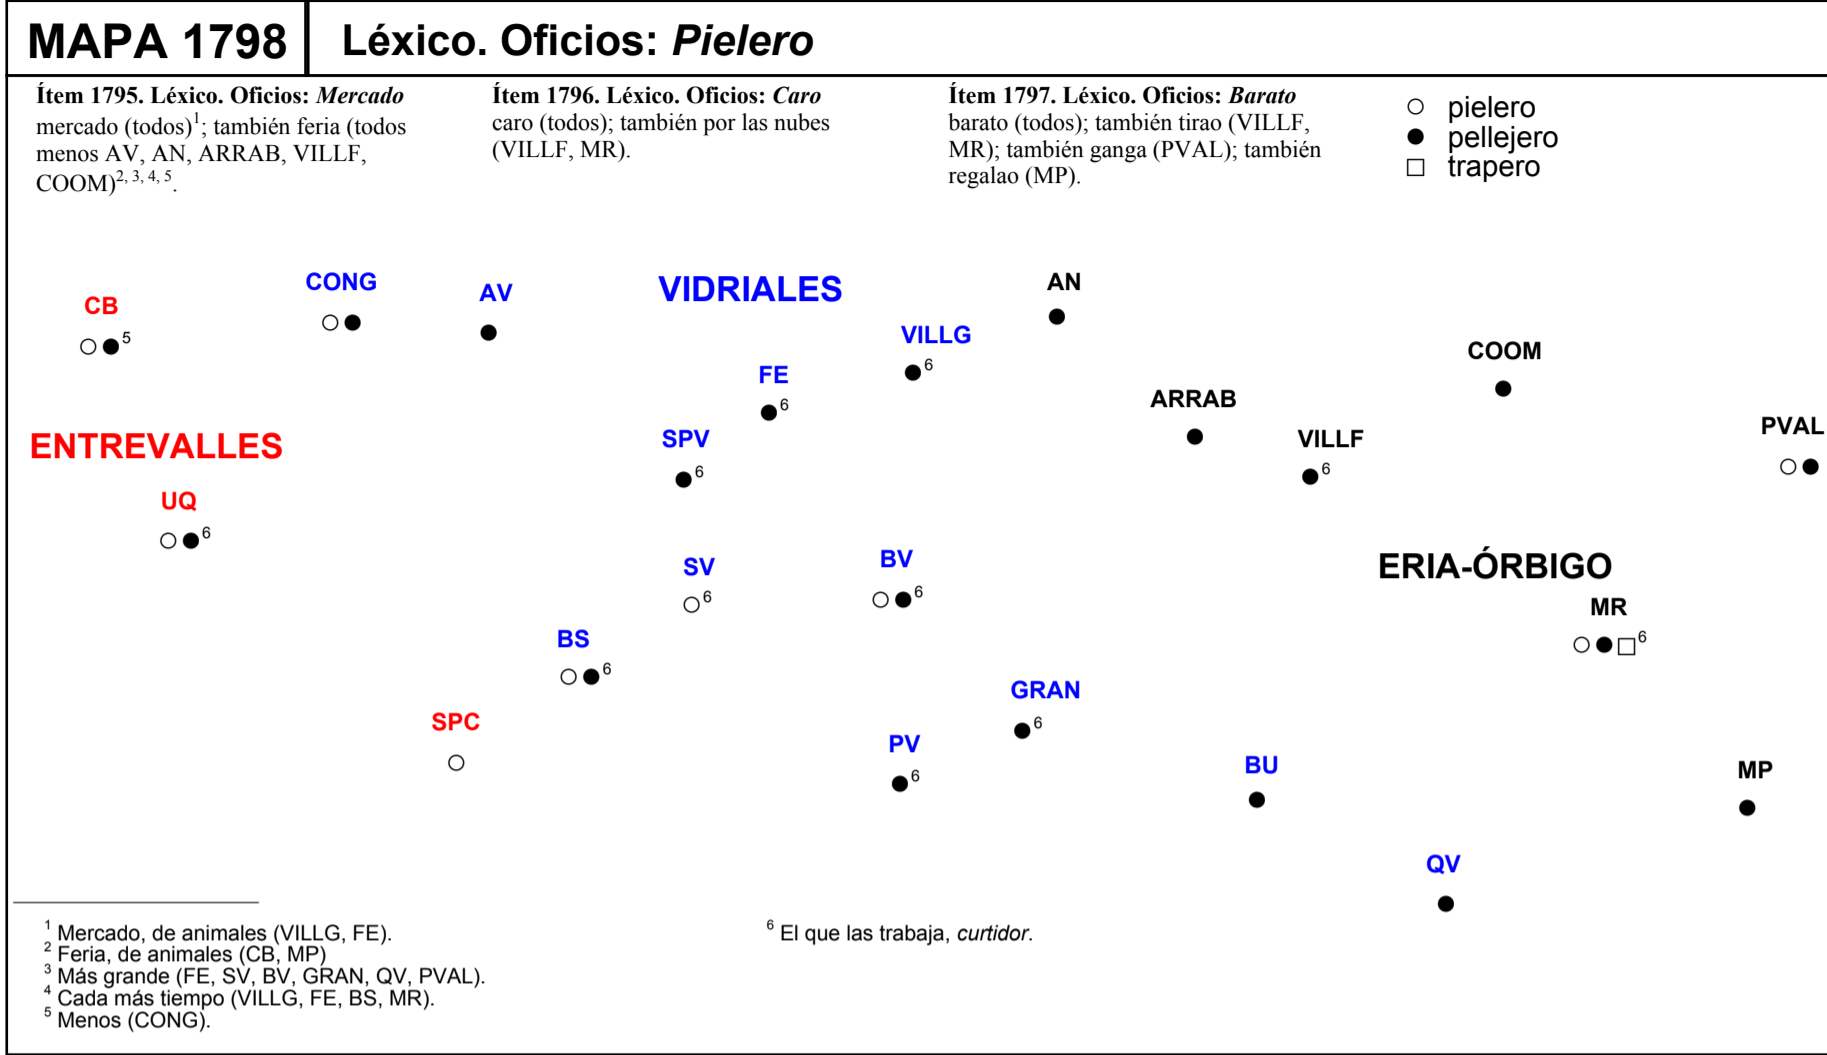 MAPA 1798 Léxico. Oficios: Pielero
Ítem 1795. Léxico. Oficios: Mercado
mercado (todos)1; también feria (todos
menos AV, AN, ARRAB, VILLF,
COOM)2, 3, 4, 5.
Ítem 1796. Léxico. Oficios: Caro
caro (todos); también por las nubes
(VILLF, MR).
Ítem 1797. Léxico. Oficios: Barato
barato (todos); también tirao (VILLF,
MR); también ganga (PVAL); también
regalao (MP).
pielero
pellejero
trapero
CONG
AV
VIDRIALES
AN
CB
5
VILLG
6
COOM
FE
6
ARRAB
PVAL
ENTREVALLES
SPV
6
VILLF
6
UQ
6
SV
6
BV
6
ERIA-ÓRBIGO
MR
6
BS
6
GRAN
6
SPC
PV
6
BU
MP
QV
1 Mercado, de animales (VILLG, FE).
2 Feria, de animales (CB, MP)
3 Más grande (FE, SV, BV, GRAN, QV, PVAL).
4 Cada más tiempo (VILLG, FE, BS, MR).
5 Menos (CONG).
6 El que las trabaja, curtidor.